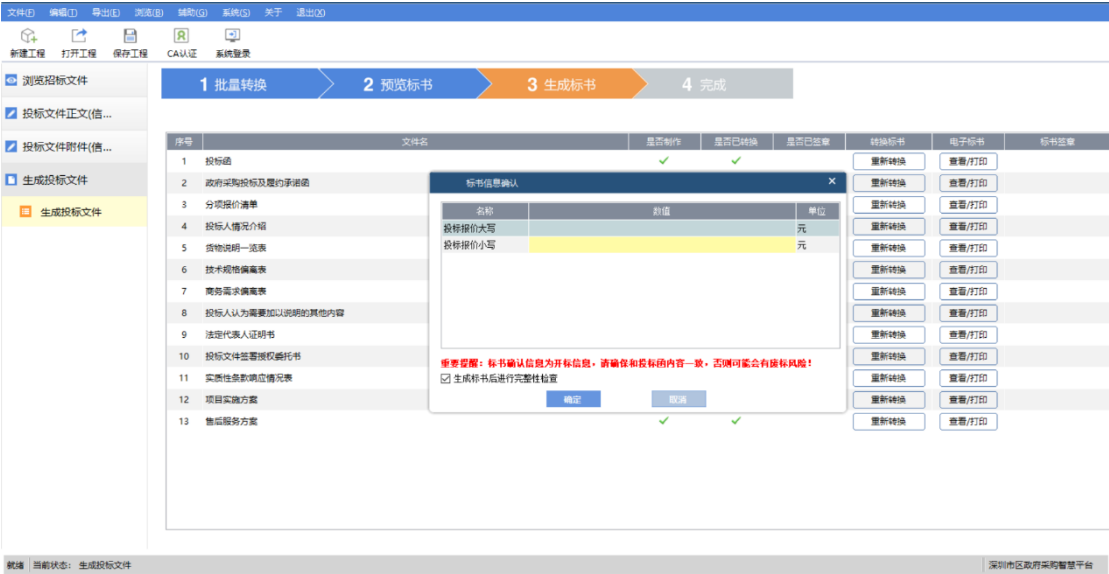 文件(F) 编辑(I) 导出(E) 浏览(B) 辅助(G) 系统(S) 关于 退出(X)
新建工程 打开工程 保存工程 CA认证 系统登录
浏览招标文件
投标文件正文(信...
投标文件附件(信...
生成投标文件
生成投标文件
1 批量转换 2 预览标书 3 生成标书 4 完成
序号 文件名 是否制作 是否已转换 是否已签章 转换标书 电子标书 标书签章
1 投标函 重新转换 查看/打印
2 政府采购投标及履约承诺函 重新转换 查看/打印
3 分项报价清单 重新转换 查看/打印
4 投标人情况介绍 重新转换 查看/打印
5 货物说明一览表 重新转换 查看/打印
6 技术规格偏离表 重新转换 查看/打印
7 商务需求偏离表 重新转换 查看/打印
8 投标人认为需要加以说明的其他内容 重新转换 查看/打印
9 法定代表人证明书 重新转换 查看/打印
10 投标文件签署授权委托书 重新转换 查看/打印
11 实质性条款响应情况表 重新转换 查看/打印
12 项目实施方案 重新转换 查看/打印
13 售后服务方案 重新转换 查看/打印
标书信息确认 ×
名称 数值 单位
投标报价大写 元
投标报价小写 元
重要提醒：标书确认信息为开标信息，请确保和投标函内容一致，否则可能会有废标风险！
生成标书后进行完整性检查
确定 取消
就绪 当前状态： 生成投标文件 深圳市区政府采购智慧平台